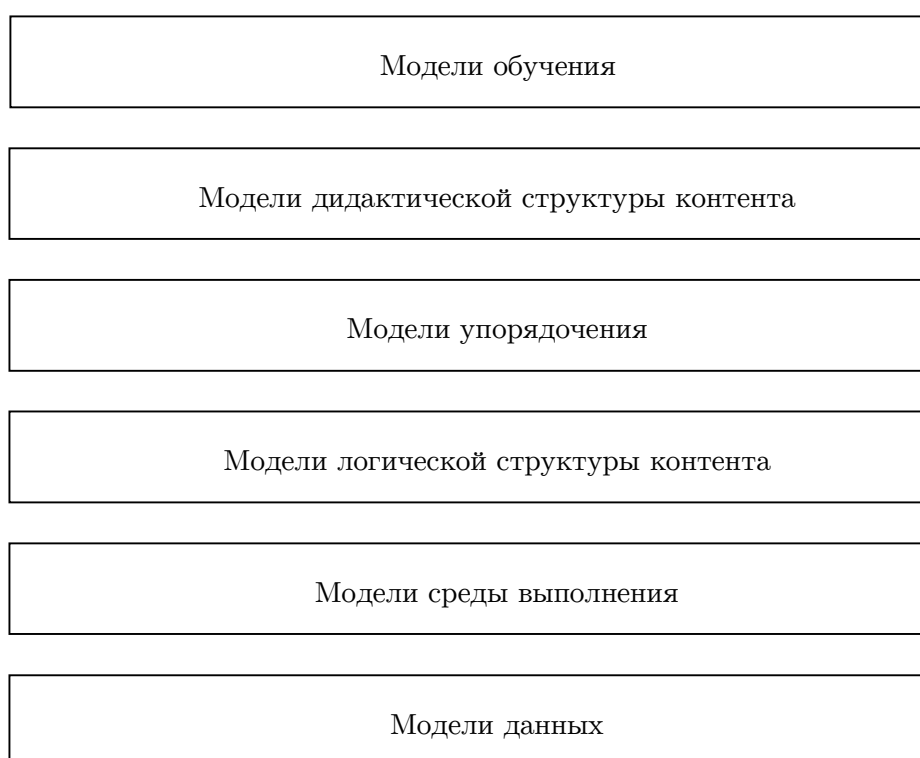 Модели обучения
Модели дидактической структуры контента
Модели упорядочения
Модели логической структуры контента
Модели среды выполнения
Модели данных